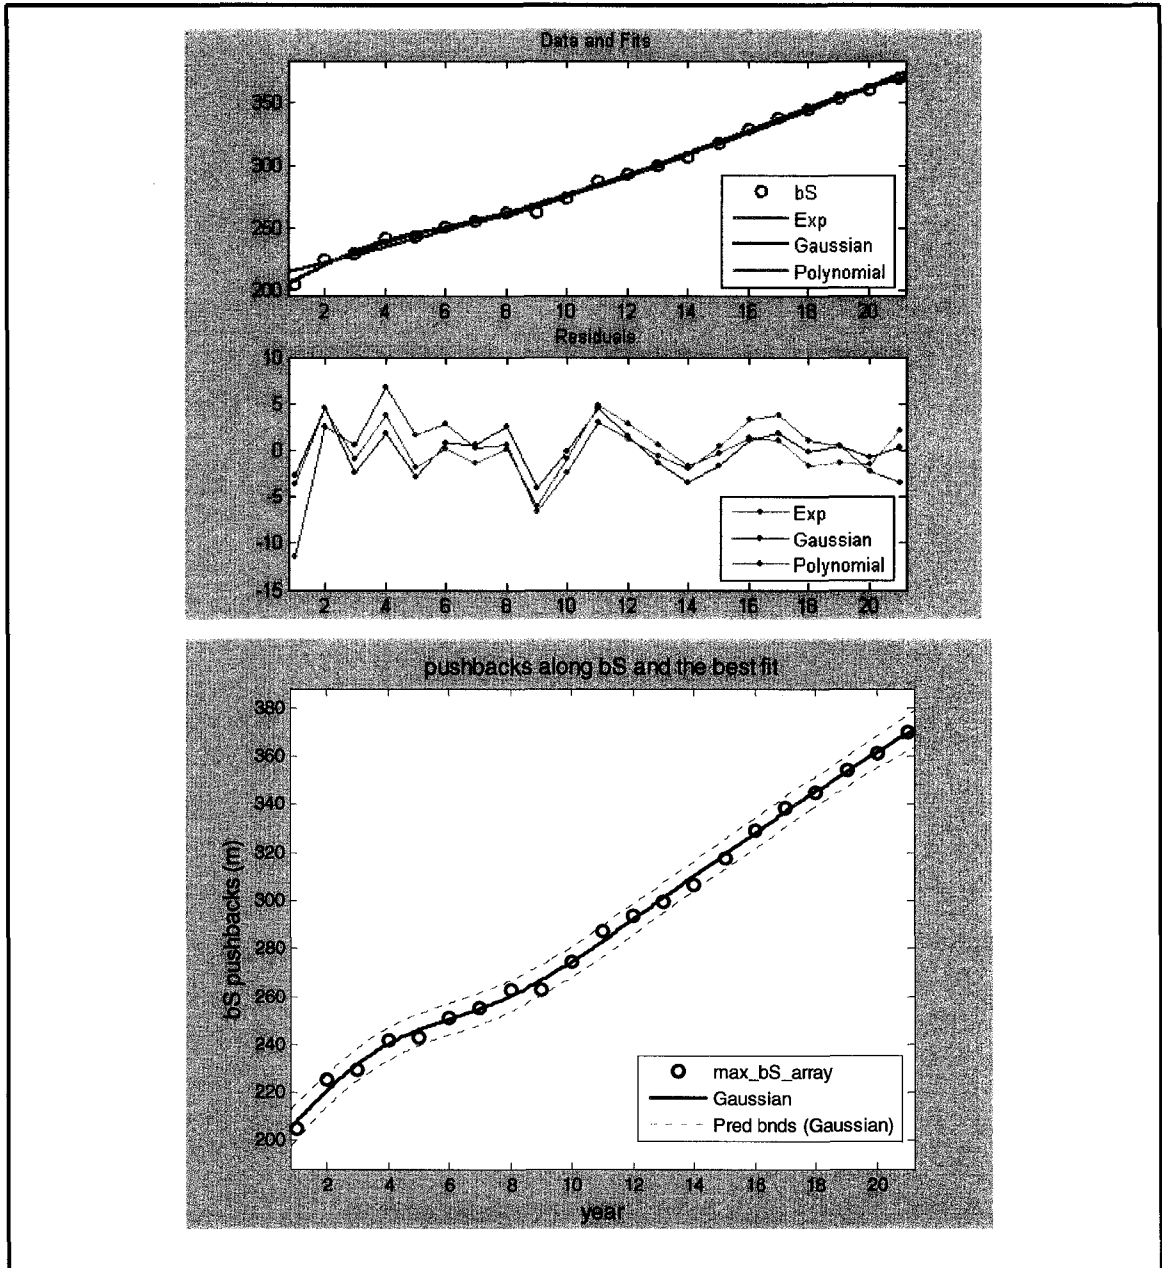 Data and Fits
350
300
250
200
bS
Exp
Gaussian
Polynomial
2 4 6 8 10 12 14 16 18 20
Residuals
10
5
0
-5
-10
-15
Exp
Gaussian
Polynomial
2 4 6 8 10 12 14 16 18 20
pushbacks along bS and the best fit
380
360
340
320
300
280
260
240
220
200
bS pushbacks (m)
max_bS_array
Gaussian
Pred bnds (Gaussian)
2 4 6 8 10 12 14 16 18 20
year